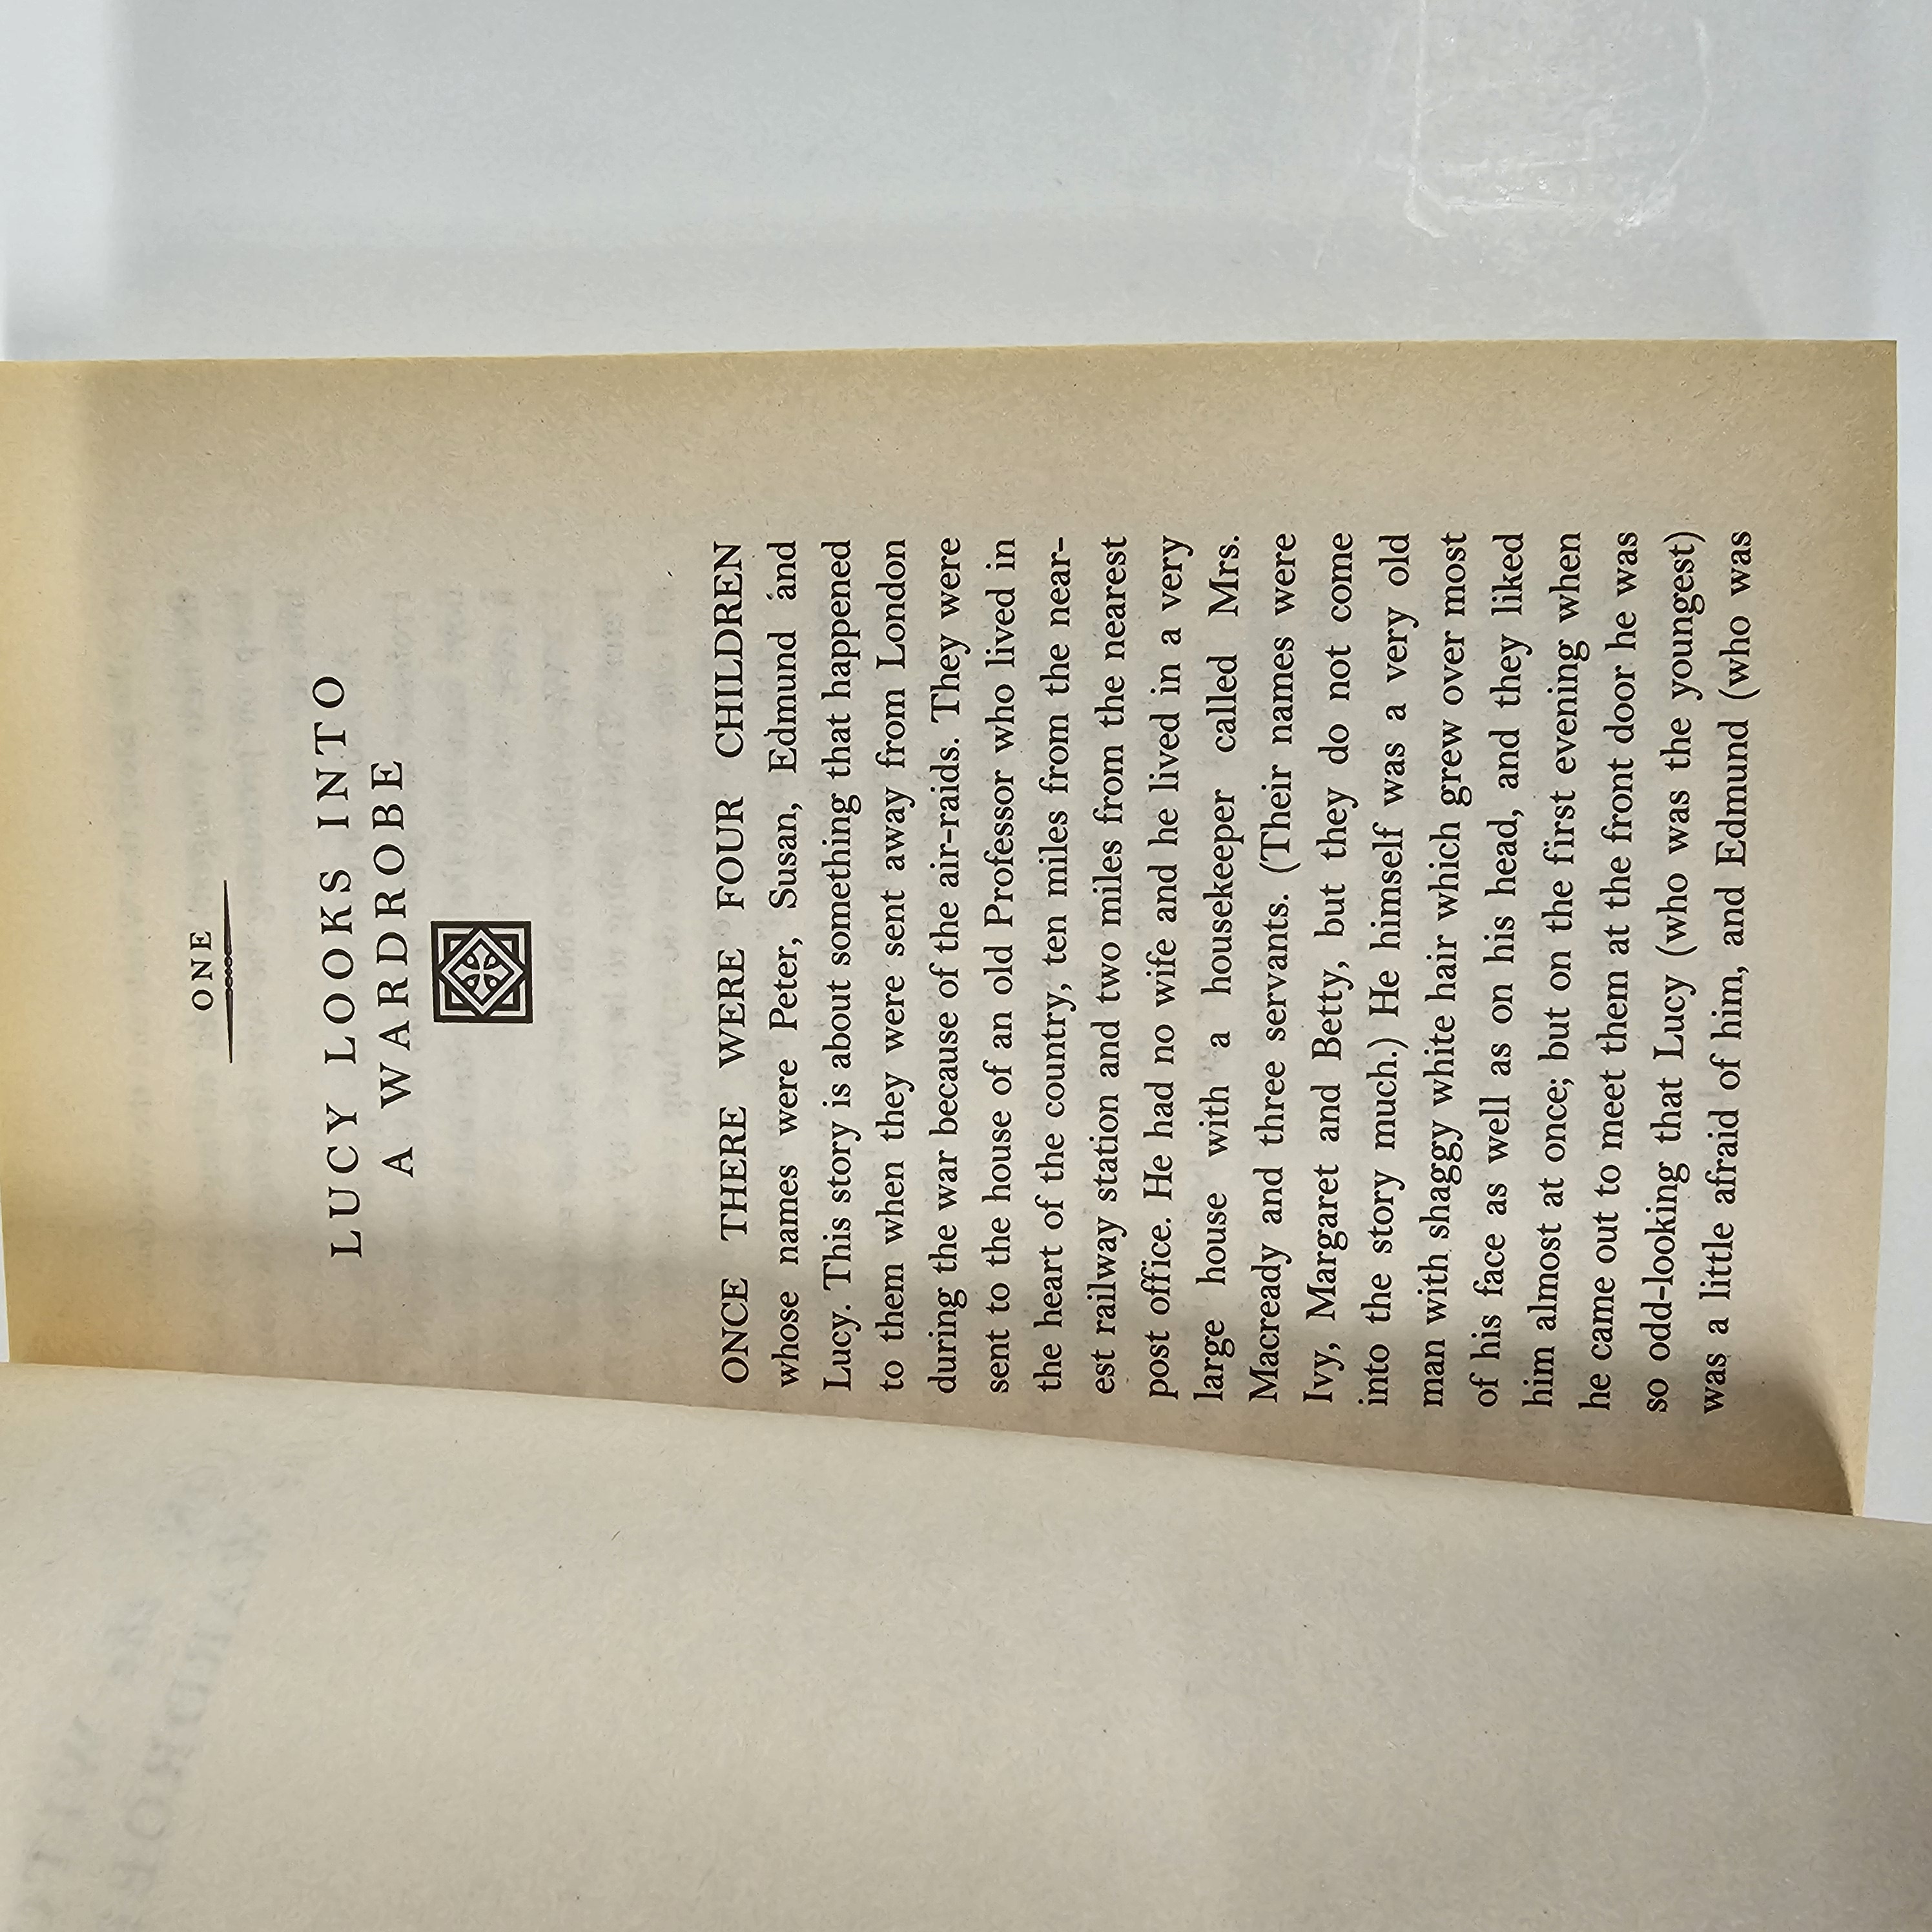 ONE
LUCY LOOKS INTO
A WARDROBE
ONCE THERE WERE FOUR CHILDREN
whose names were Peter, Susan, Edmund and
Lucy. This story is about something that happened
to them when they were sent away from London
during the war because of the air-raids. They were
sent to the house of an old Professor who lived in
the heart of the country, ten miles from the near-
est railway station and two miles from the nearest
post office. He had no wife and he lived in a very
large house with a housekeeper called Mrs.
Macready and three servants. (Their names were
Ivy, Margaret and Betty, but they do not come
into the story much.) He himself was a very old
man with shaggy white hair which grew over most
of his face as well as on his head, and they liked
him almost at once; but on the first evening when
he came out to meet them at the front door he was
so odd-looking that Lucy (who was the youngest)
was a little afraid of him, and Edmund (who was